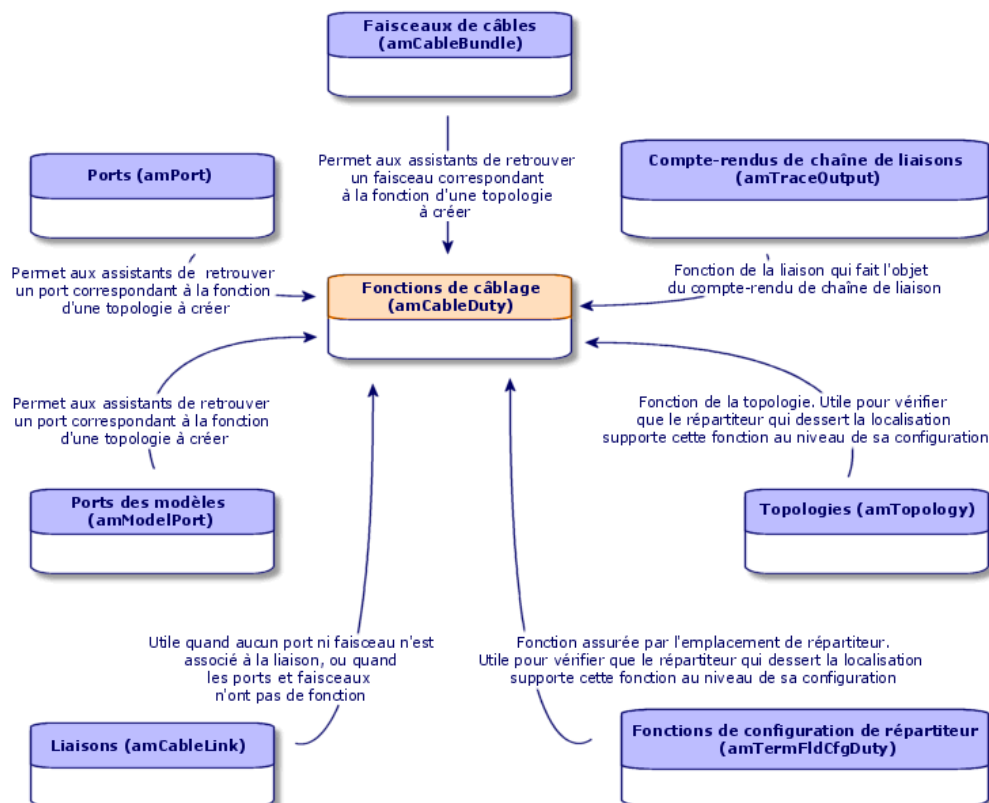 Faisceaux de câbles
(amCableBundle)
Permet aux assistants de retrouver
un faisceau correspondant
à la fonction d'une topologie
à créer
Ports (amPort)
Compte-rendus de chaîne de liaisons
(amTraceOutput)
Permet aux assistants de retrouver
un port correspondant à la fonction
d'une topologie à créer
Fonctions de câblage
(amCableDuty)
Fonction de la liaison qui fait l'objet
du compte-rendu de chaîne de liaison
Permet aux assistants de retrouver
un port correspondant à la fonction
d'une topologie à créer
Fonction de la topologie. Utile pour vérifier
que le répartiteur qui dessert la localisation
supporte cette fonction au niveau de sa configuration
Ports des modèles
(amModelPort)
Topologies (amTopology)
Utile quand aucun port ni faisceau n'est
associé à la liaison, ou quand
les ports et faisceaux
n'ont pas de fonction
Fonction assurée par l'emplacement de répartiteur.
Utile pour vérifier que le répartiteur qui dessert la localisation
supporte cette fonction au niveau de sa configuration
Liaisons (amCableLink)
Fonctions de configuration de répartiteur
(amTermFldCfgDuty)